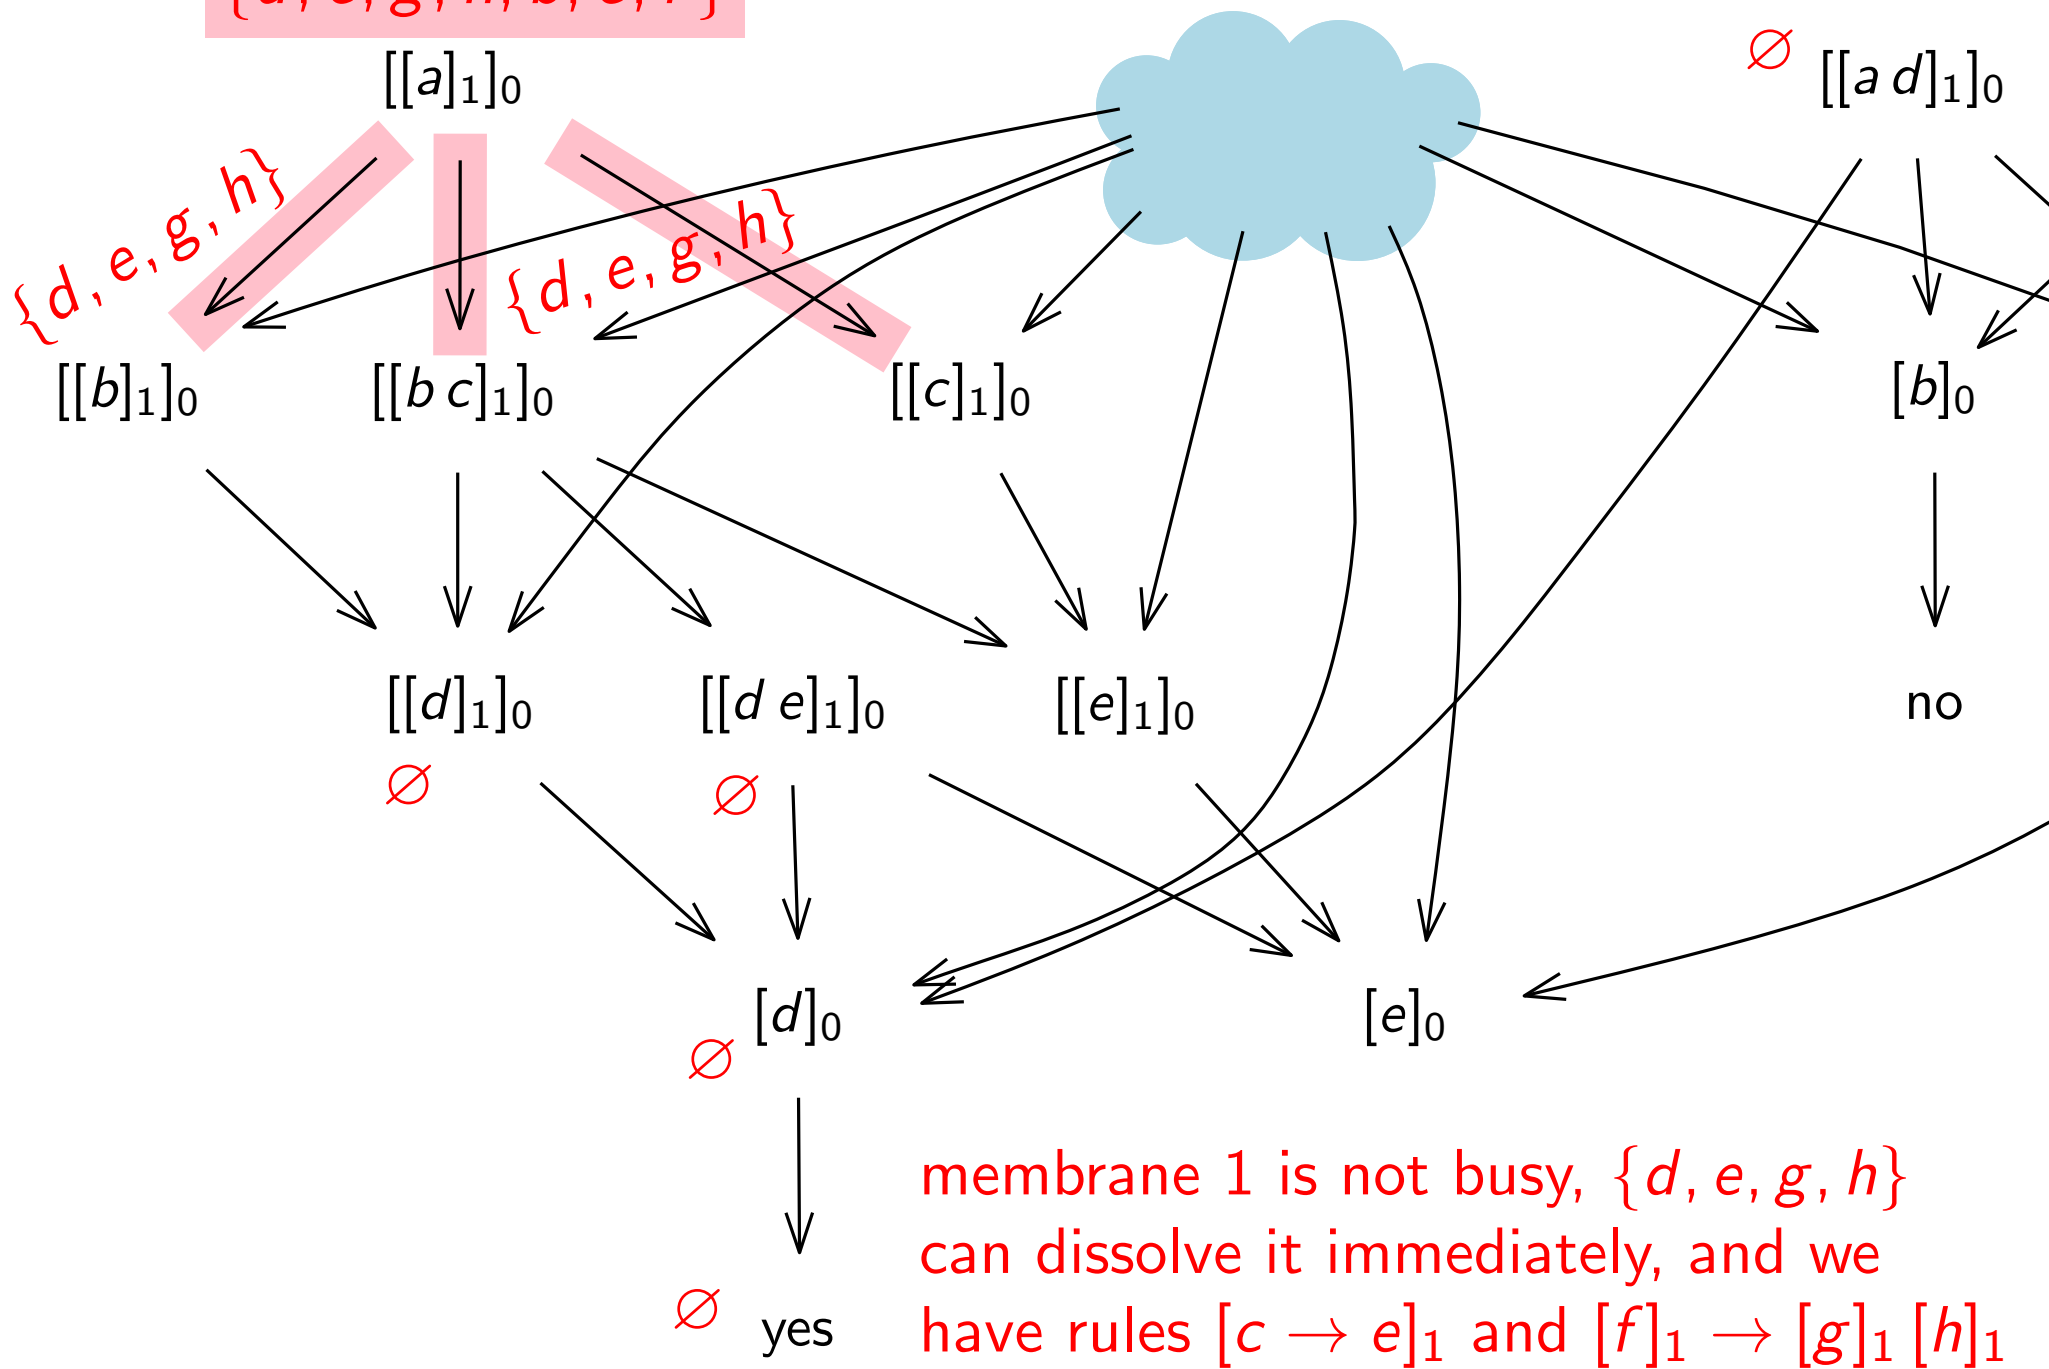 {d, e, g, h, b, c, f}
[[a]₁]₀
∅ [[a d]₁]₀
{d, e, g, h}
{d, e, g, h}
[[b]₁]₀
[[b c]₁]₀
[[c]₁]₀
[b]₀
[[d]₁]₀
[[d e]₁]₀
[[e]₁]₀
no
∅
∅
[d]₀
[e]₀
∅
membrane 1 is not busy, {d, e, g, h}
can dissolve it immediately, and we
have rules [c → e]₁ and [f]₁ → [g]₁ [h]₁
∅ yes